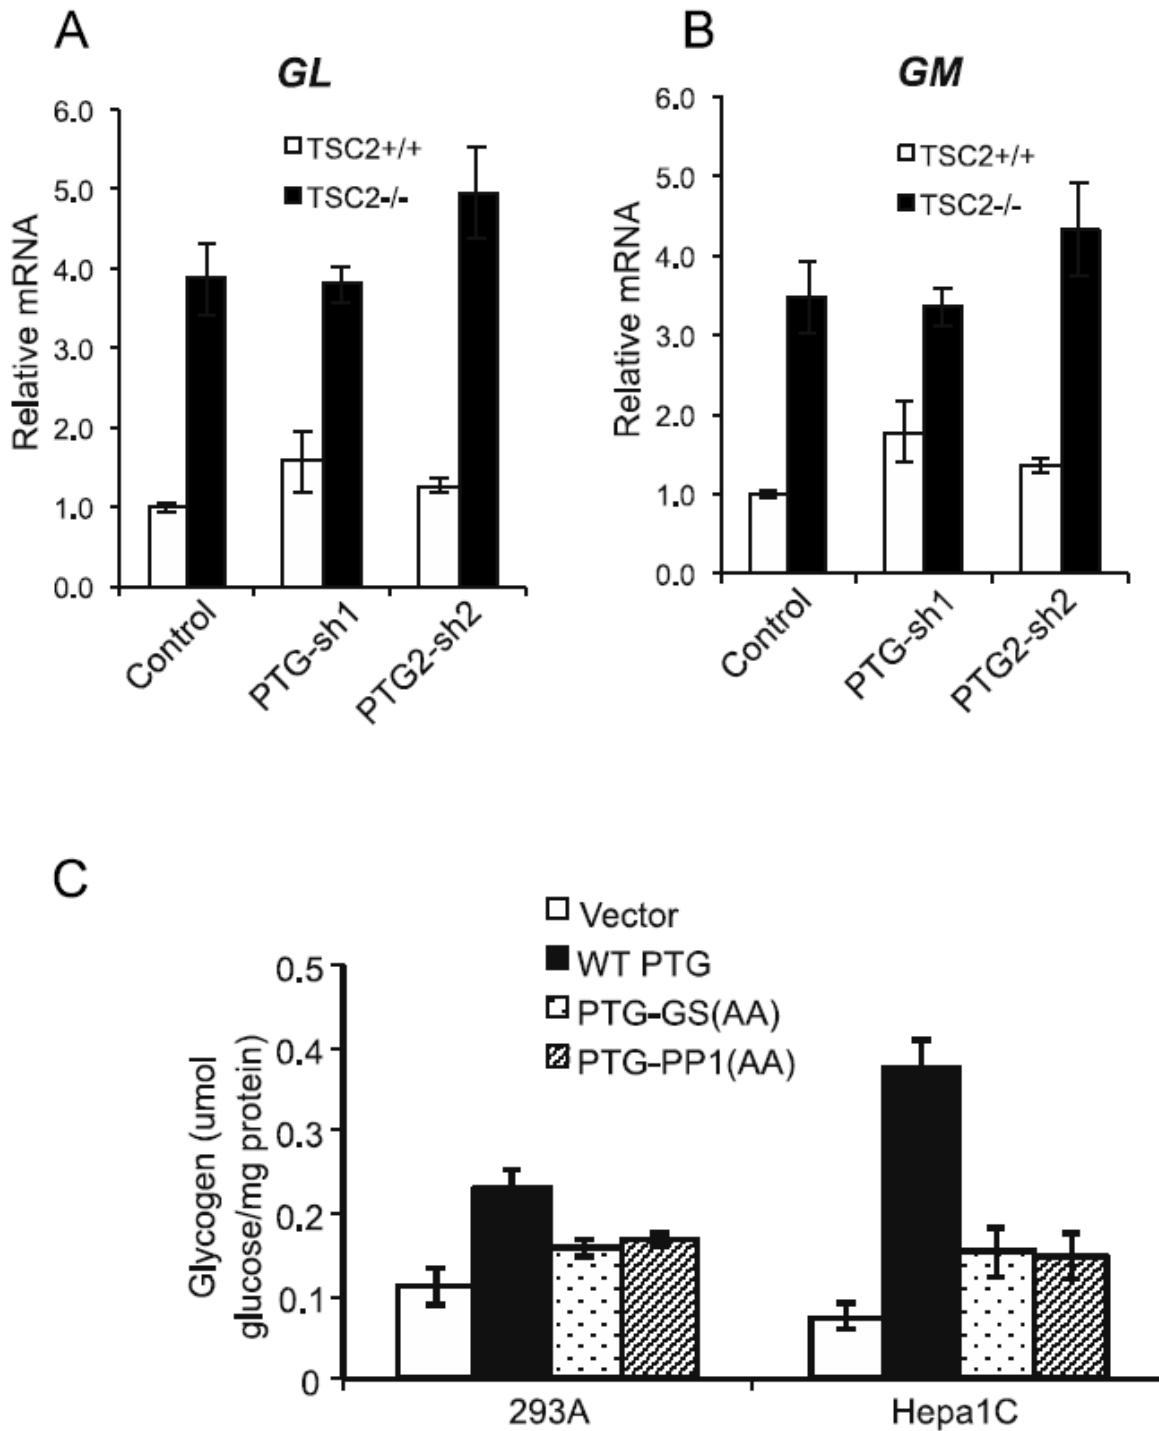 A
GL
6.0
5.0
4.0
3.0
2.0
1.0
0.0
Relative mRNA
TSC2+/+
TSC2-/-
Control
PTG-sh1
PTG2-sh2
B
GM
6.0
5.0
4.0
3.0
2.0
1.0
0.0
Relative mRNA
TSC2+/+
TSC2-/-
Control
PTG-sh1
PTG2-sh2
C
Vector
WT PTG
PTG-GS(AA)
PTG-PP1(AA)
0.5
0.4
0.3
0.2
0.1
0
Glycogen (umol
glucose/mg protein)
293A
Hepa1C